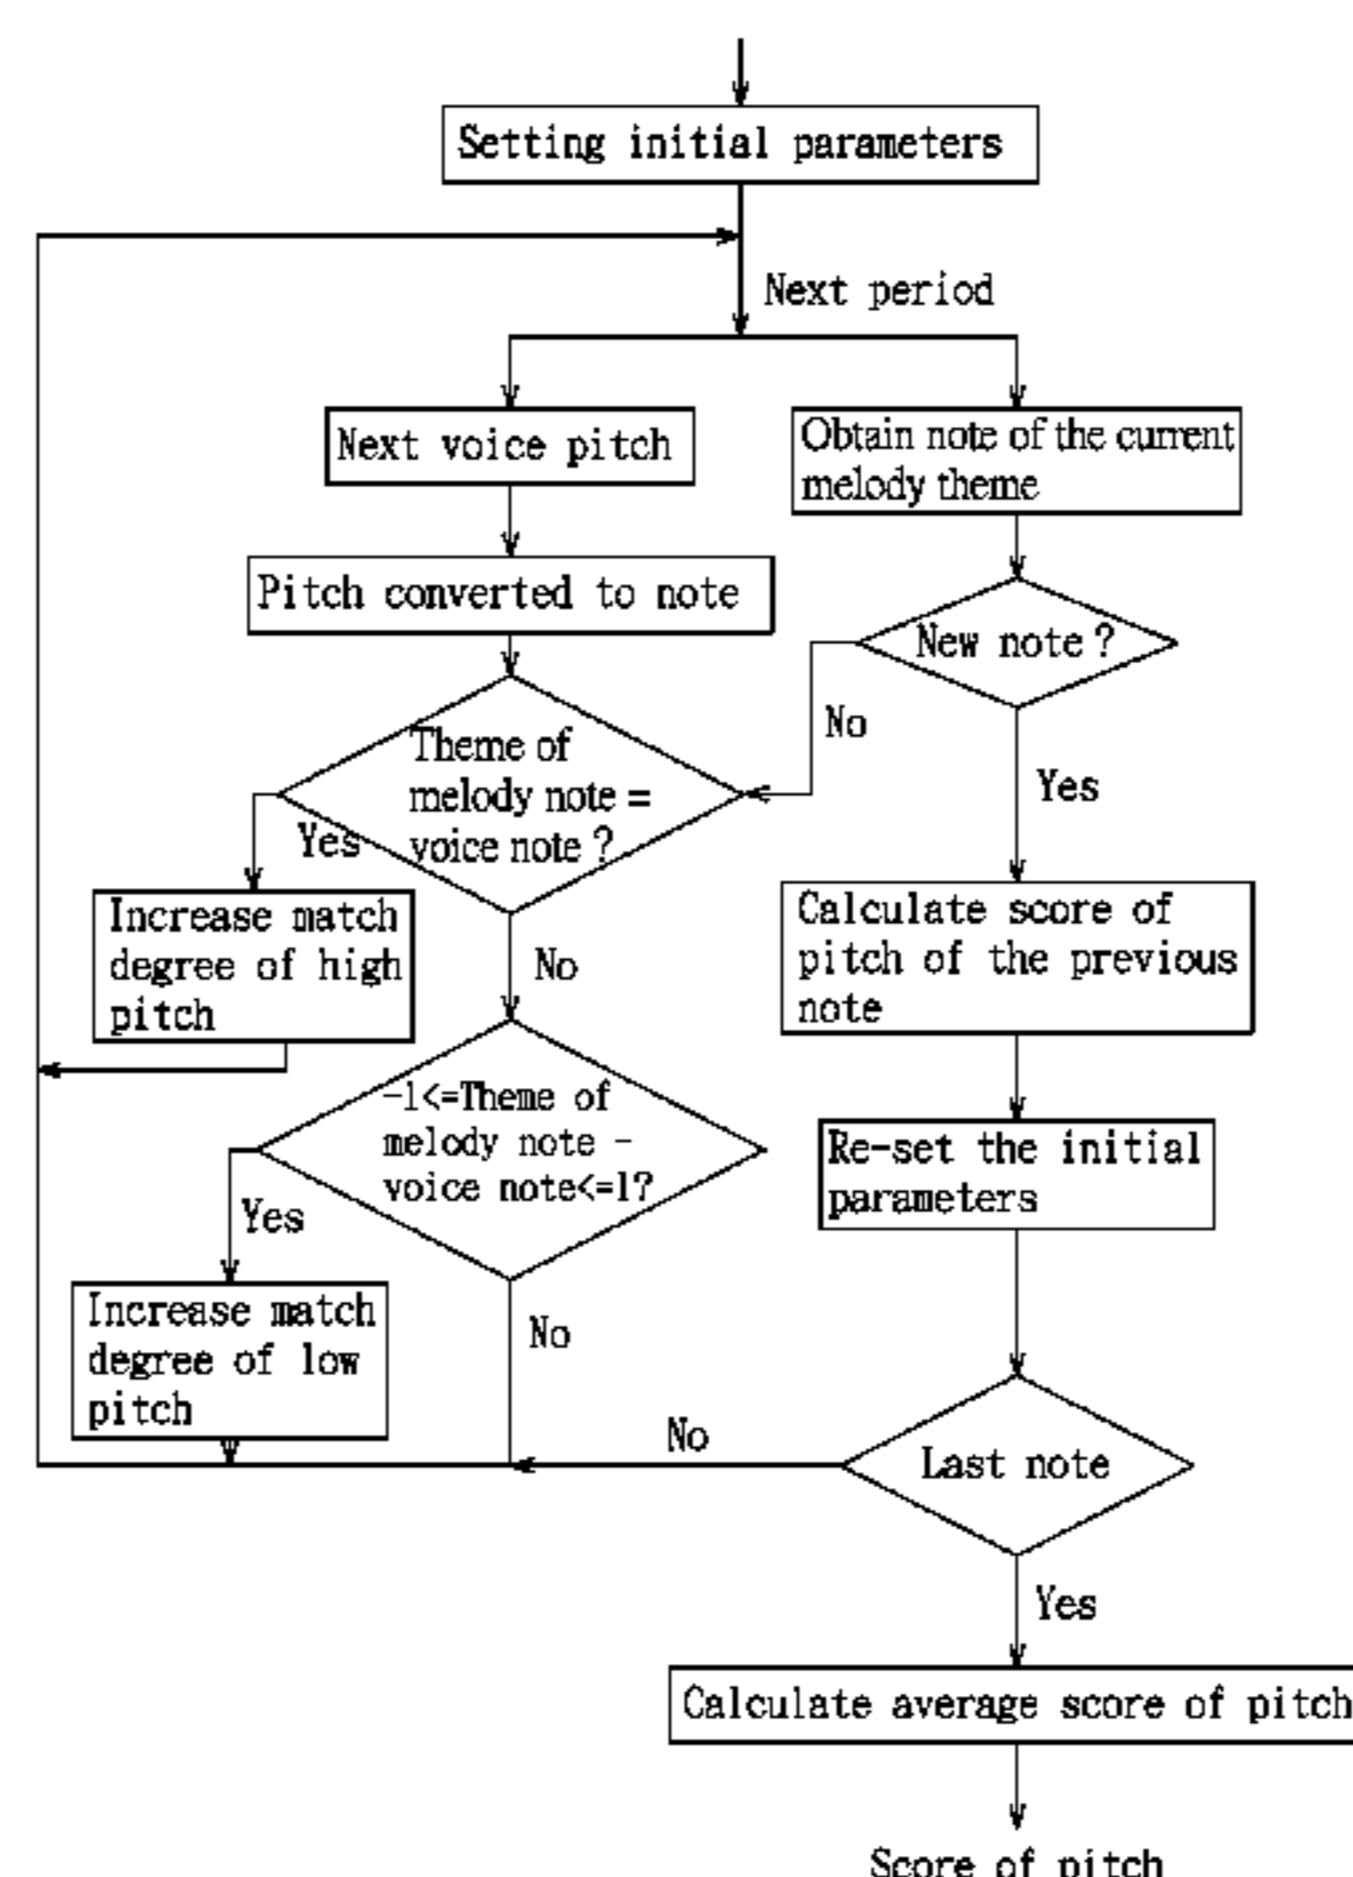 Setting initial parameters
Next period
Next voice pitch
Obtain note of the current
melody theme
Pitch converted to note
New note?
No
Yes
Theme of
melody note =
voice note?
Yes
No
Increase match
degree of high
pitch
Calculate score of
pitch of the previous
note
-1<=Theme of
melody note -
voice note<=1?
Yes
No
Re-set the initial
parameters
Increase match
degree of low
pitch
No
Last note
Yes
Calculate average score of pitch
Score of pitch